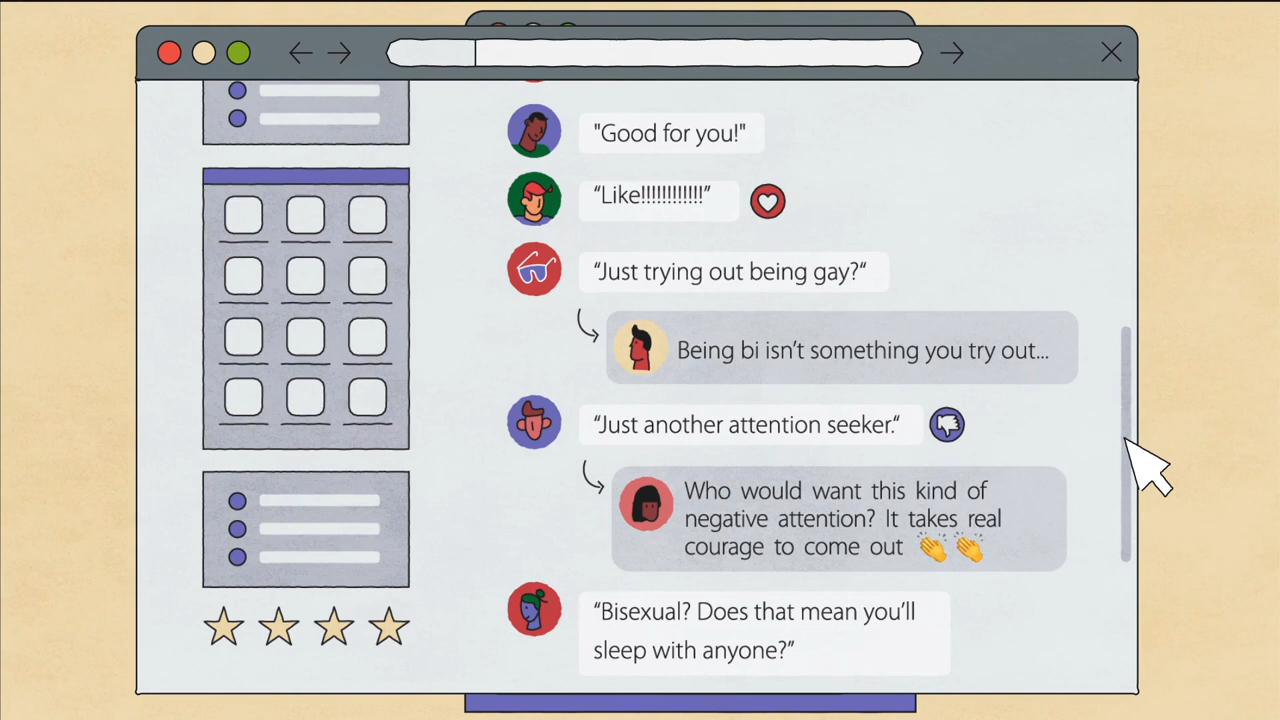 "Good for you!"
“Like!!!!!!!!!!!!”
“Just trying out being gay?“
Being bi isn’t something you try out...
“Just another attention seeker.“
Who would want this kind of
negative attention? It takes real
courage to come out 👏👏
“Bisexual? Does that mean you’ll
sleep with anyone?”